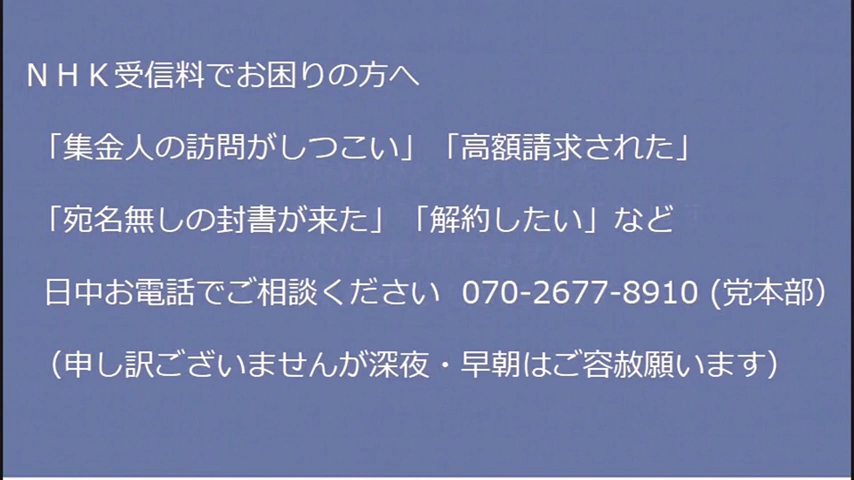 ＮＨＫ受信料でお困りの方へ
「集金人の訪問がしつこい」「高額請求された」
「宛名無しの封書が来た」「解約したい」など
日中お電話でご相談ください 070-2677-8910 (党本部）
（申し訳ございませんが深夜・早朝はご容赦願います）